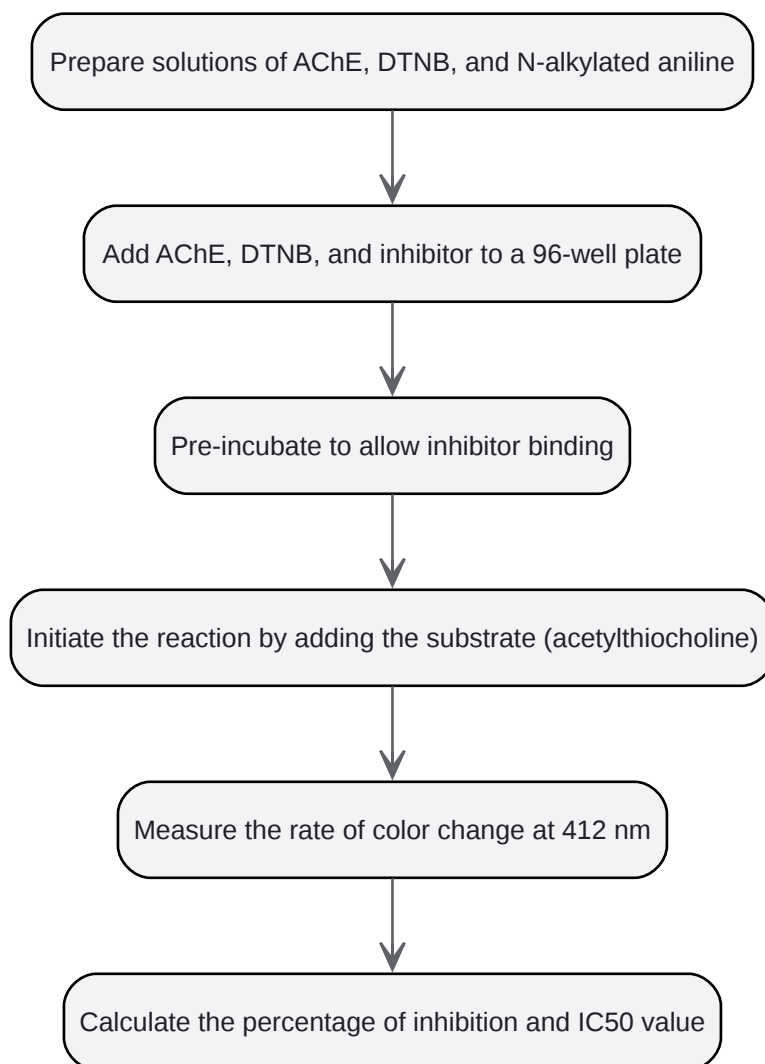 Prepare solutions of AChE, DTNB, and N-alkylated aniline
Add AChE, DTNB, and inhibitor to a 96-well plate
Pre-incubate to allow inhibitor binding
Initiate the reaction by adding the substrate (acetylthiocholine)
Measure the rate of color change at 412 nm
Calculate the percentage of inhibition and IC50 value